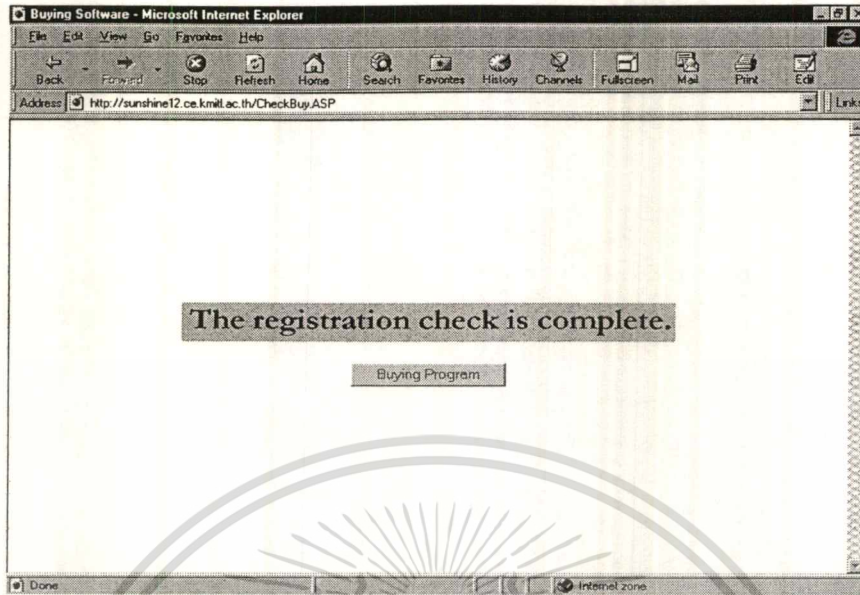 Buying Software - Microsoft Internet Explorer
File Edit View Go Favorites Help
Back Forward Stop Refresh Home Search Favorites History Channels Fullscreen Mail Print Edit
Address http://sunshine12.ce.kmitl.ac.th/CheckBuy.ASP Links
The registration check is complete.
Buying Program
Done Internet zone